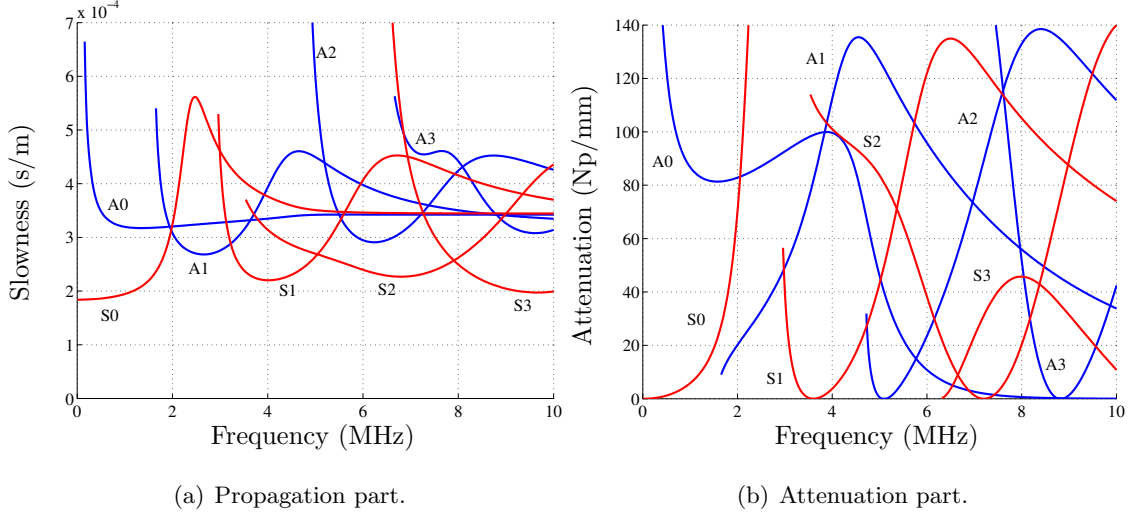 x 10⁻⁴
7
6
5
4
3
2
1
0
0
2
4
6
8
10
Slowness (s/m)
Frequency (MHz)
A0
S0
A1
S1
A2
S2
A3
S3
(a) Propagation part.
140
120
100
80
60
40
20
0
0
2
4
6
8
10
Attenuation (Np/mm)
Frequency (MHz)
A0
S0
A1
S1
S2
A2
S3
A3
(b) Attenuation part.